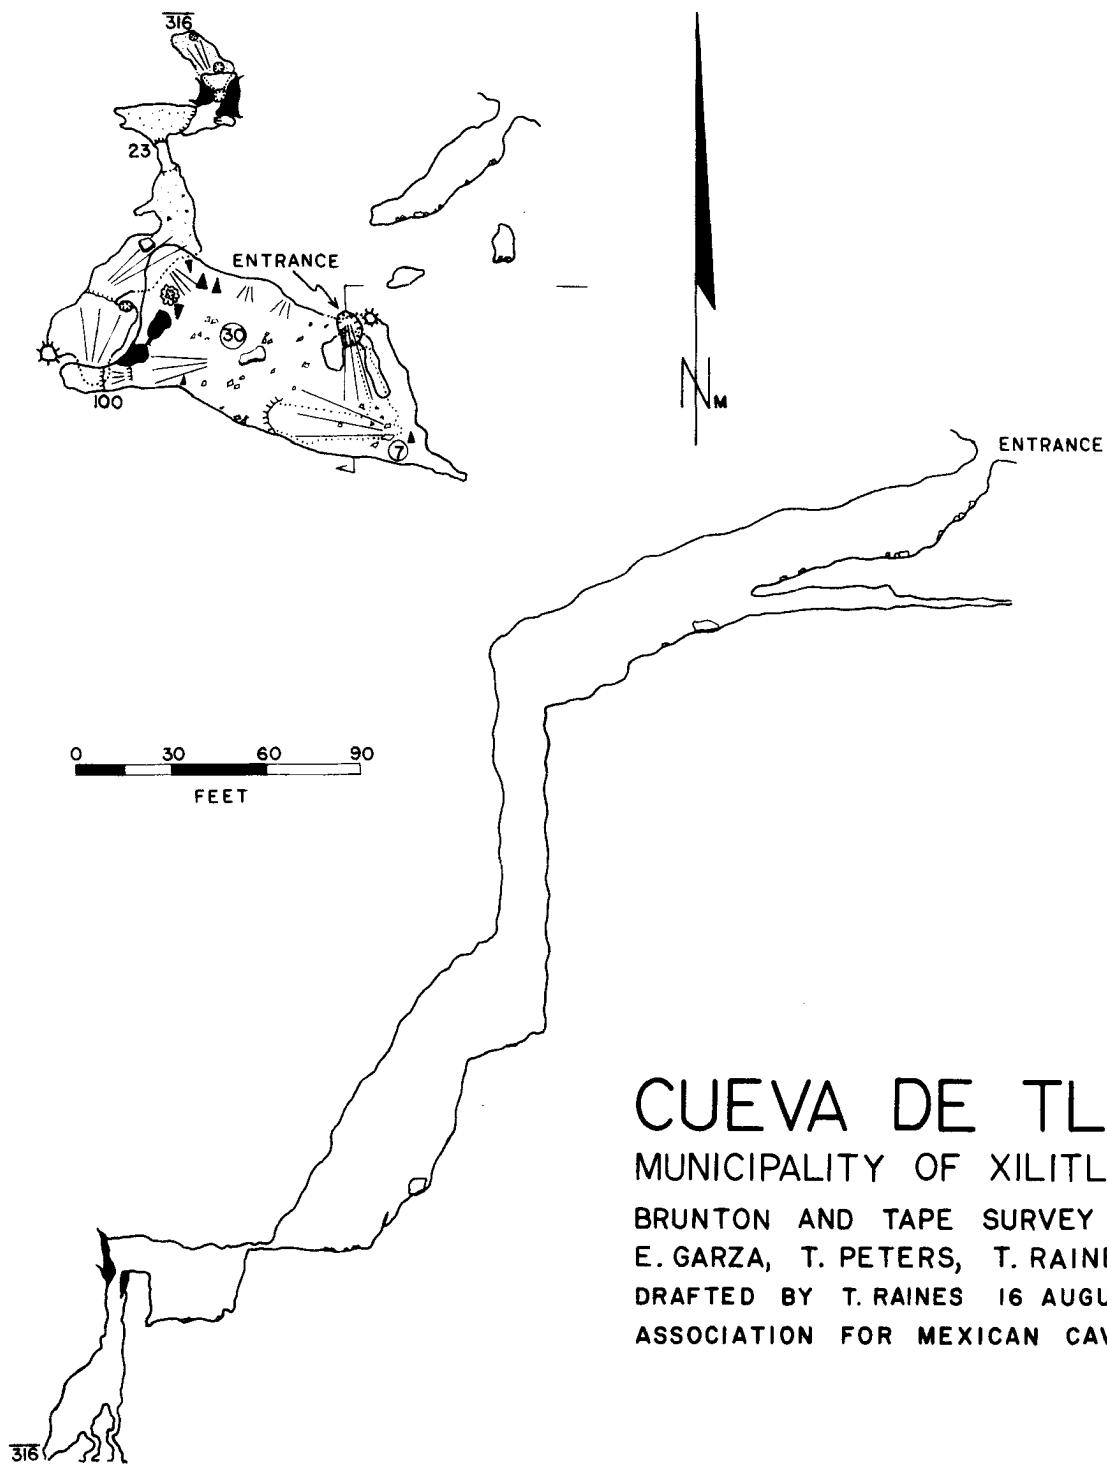 316
23
ENTRANCE
30
100
7
N M
ENTRANCE
0 30 60 90
FEET
CUEVA DE TL
MUNICIPALITY OF XILITL
BRUNTON AND TAPE SURVEY
E. GARZA, T. PETERS, T. RAINE
DRAFTED BY T. RAINES 16 AUGU
ASSOCIATION FOR MEXICAN CAV
316